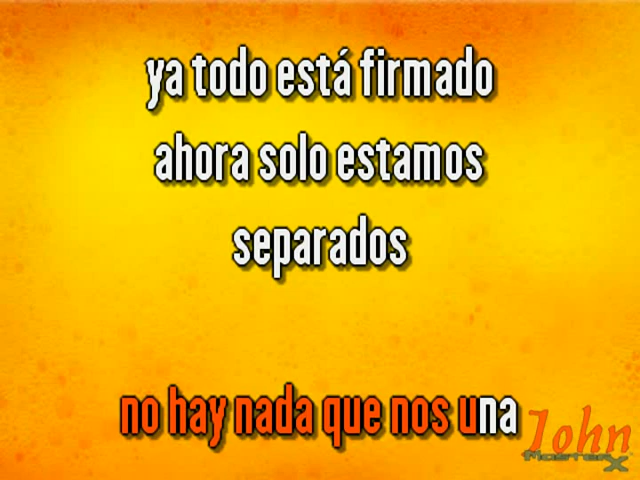 ya todo está firmado
ahora solo estamos
separados
no hay nada que nos una
John